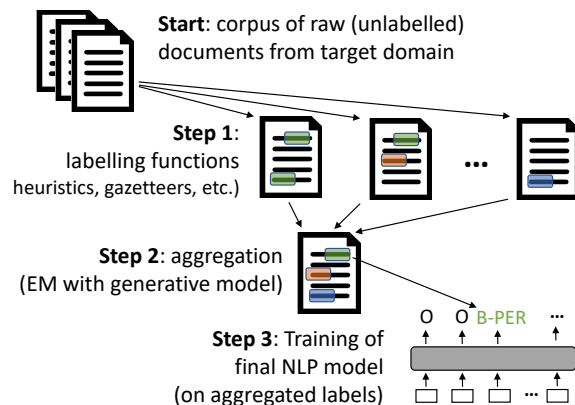 Start: corpus of raw (unlabelled)
documents from target domain
Step 1:
labelling functions
heuristics, gazetteers, etc.)
...
Step 2: aggregation
(EM with generative model)
O O B-PER ...
Step 3: Training of
final NLP model
(on aggregated labels)
...